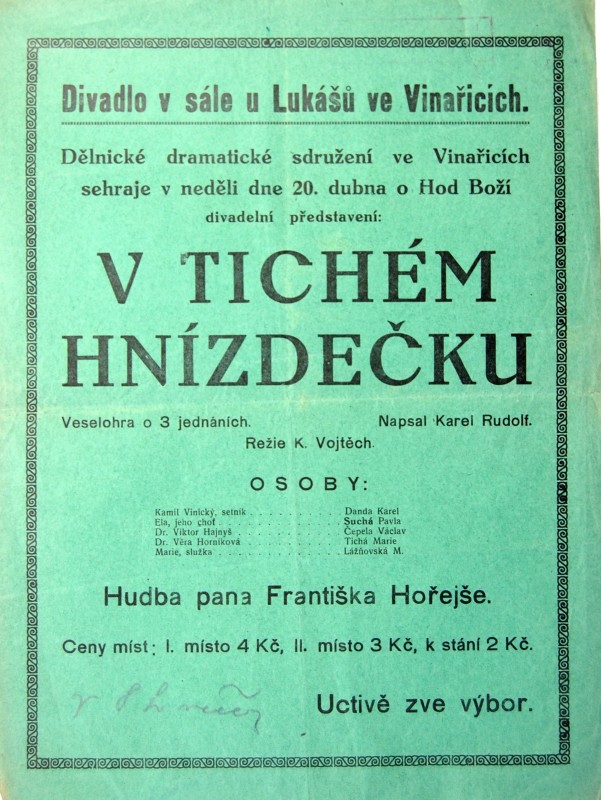 Divadlo v sále u Lukášů ve Vinařicích.
Dělnické dramatické sdružení ve Vinařicích
sehraje v neděli dne 20. dubna o Hod Boží
divadelní představení:
V TICHÉM
HNÍZDEČKU
Veselohra o 3 jednáních. Napsal Karel Rudolf.
Režie K. Vojtěch.
OSOBY:
Kamil Vinický, setník . . . . . . . . . . Danda Karel
Ela, jeho choť . . . . . . . . . . Suchá Pavla
Dr. Viktor Hajnyš . . . . . . . . . . Čepela Václav
Dr. Věra Horníková . . . . . . . . . . Tichá Marie
Marie, služka . . . . . . . . . . Lážňovská M.
Hudba pana Františka Hořejše.
Ceny míst: I. místo 4 Kč, II. místo 3 Kč, k stání 2 Kč.
Uctivě zve výbor.